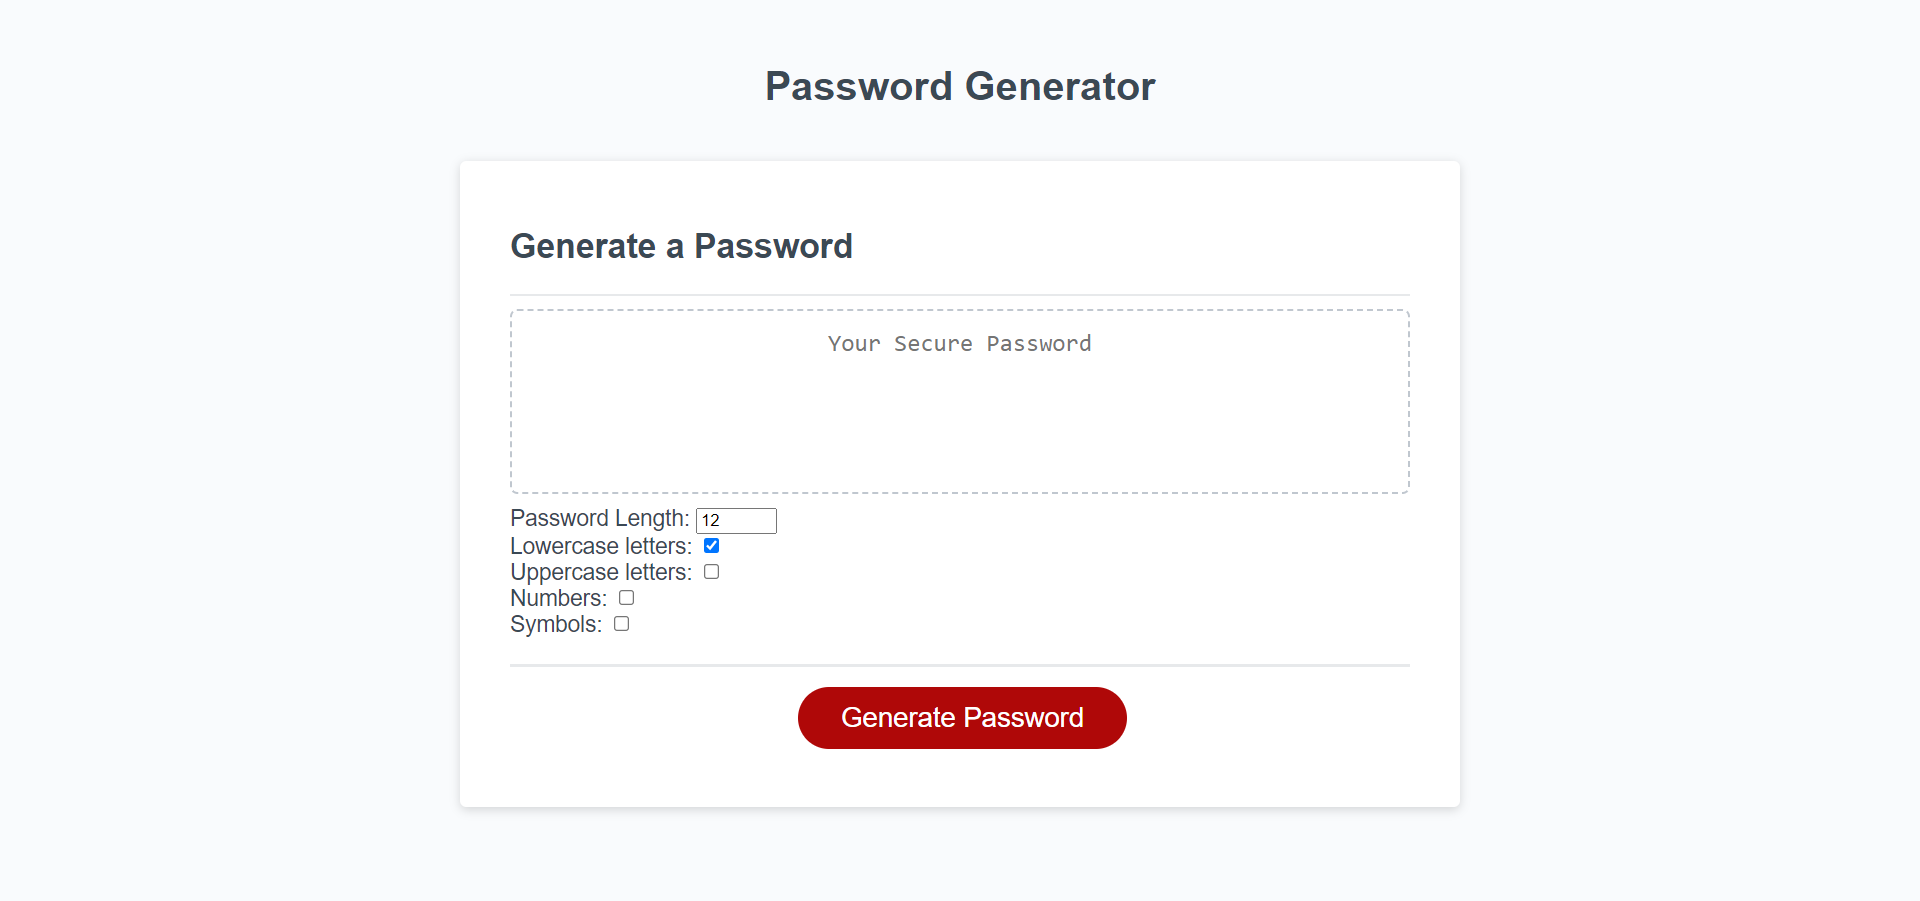 Password Generator
Generate a Password
Your Secure Password
Password Length: 12
Lowercase letters:
Uppercase letters:
Numbers:
Symbols:
Generate Password